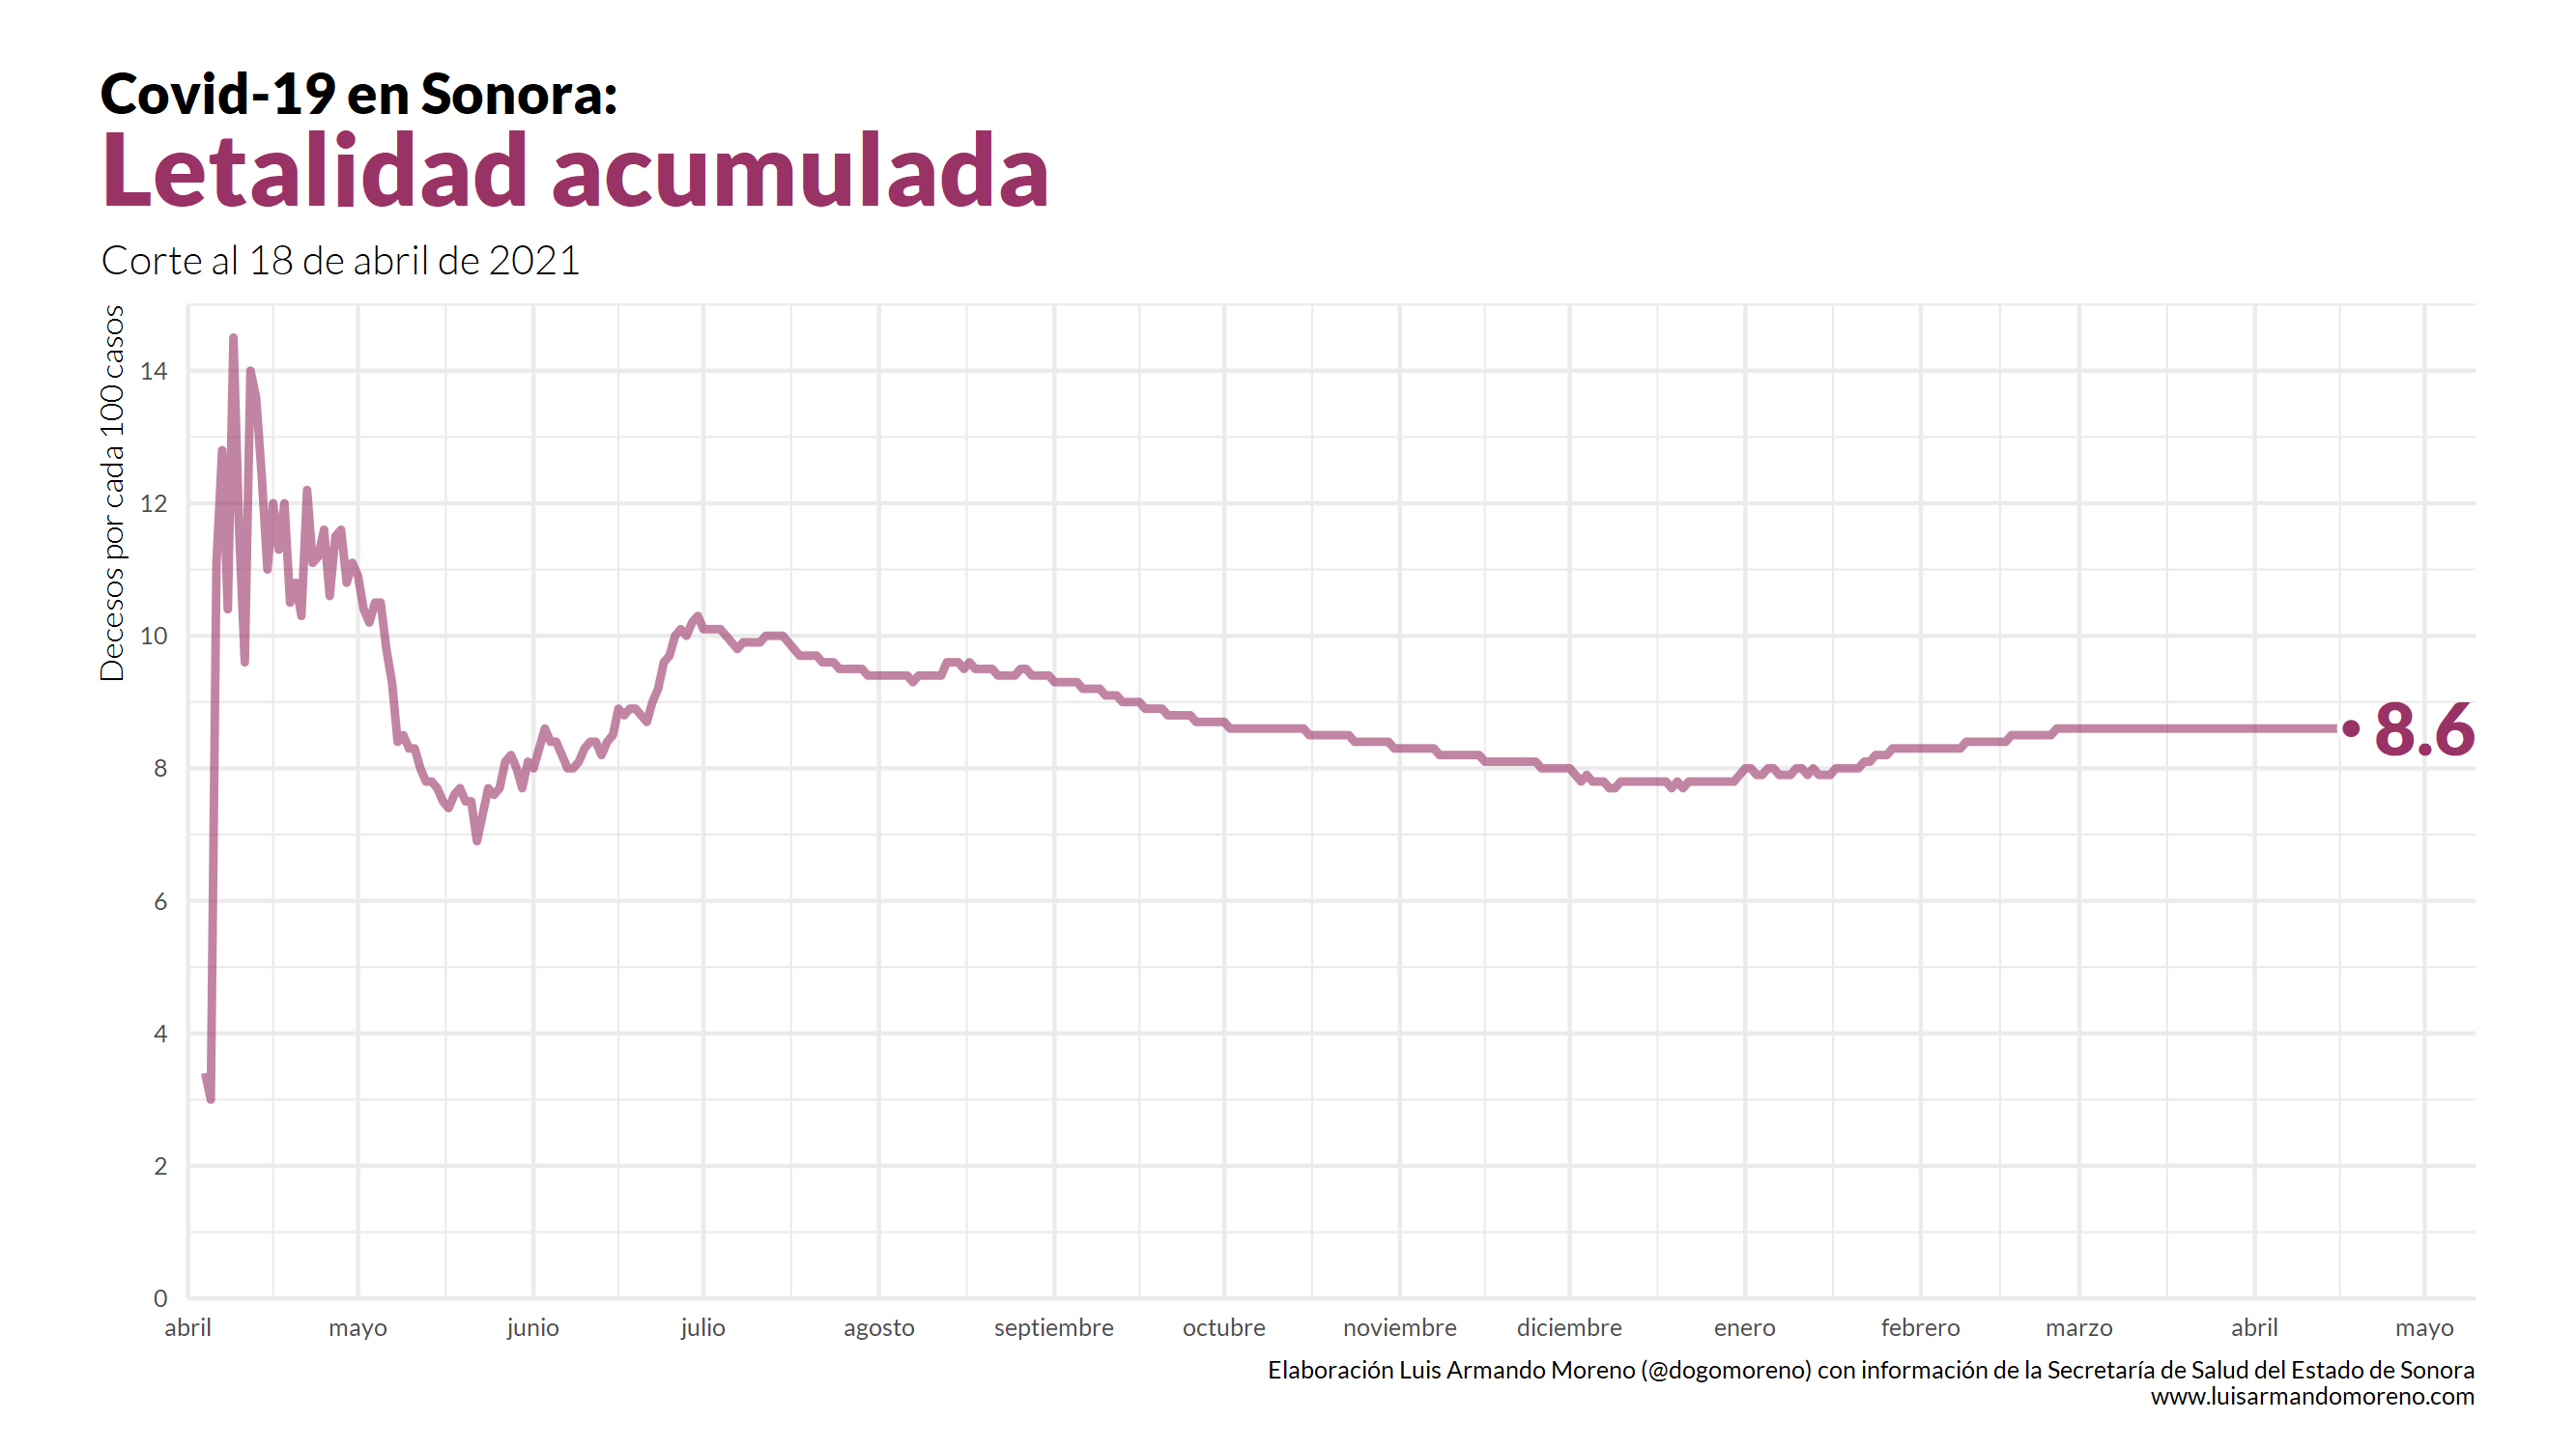 Covid-19 en Sonora:
Letalidad acumulada
Corte al 18 de abril de 2021
Decesos por cada 100 casos
14
12
10
8
6
4
2
0
8.6
abril mayo junio julio agosto septiembre octubre noviembre diciembre enero febrero marzo abril mayo
Elaboración Luis Armando Moreno (@dogomoreno) con información de la Secretaría de Salud del Estado de Sonora
www.luisarmandomoreno.com